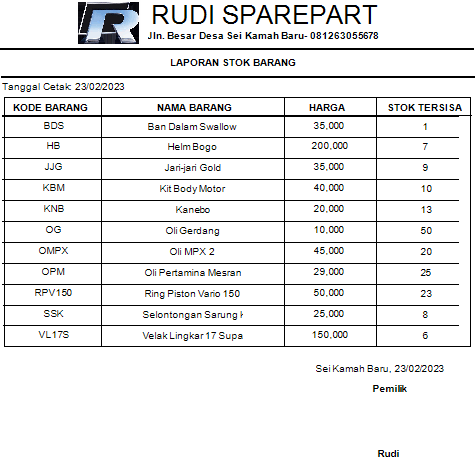 RUDI SPAREPART
Jln. Besar Desa Sei Kamah Baru- 081263055678
LAPORAN STOK BARANG
Tanggal Cetak: 23/02/2023
KODE BARANG NAMA BARANG HARGA STOK TERSISA
BDS Ban Dalam Swallow 35,000 1
HB Helm Bogo 200,000 7
JJG Jari-jari Gold 35,000 9
KBM Kit Body Motor 40,000 10
KNB Kanebo 20,000 13
OG Oli Gerdang 10,000 50
OMPX Oli MPX 2 45,000 20
OPM Oli Pertamina Mesran 29,000 25
RPV150 Ring Piston Vario 150 50,000 23
SSK Selontongan Sarung 25,000 8
VL17S Velak Lingkar 17 Supa 150,000 6
Sei Kamah Baru, 23/02/2023
Pemilik
Rudi